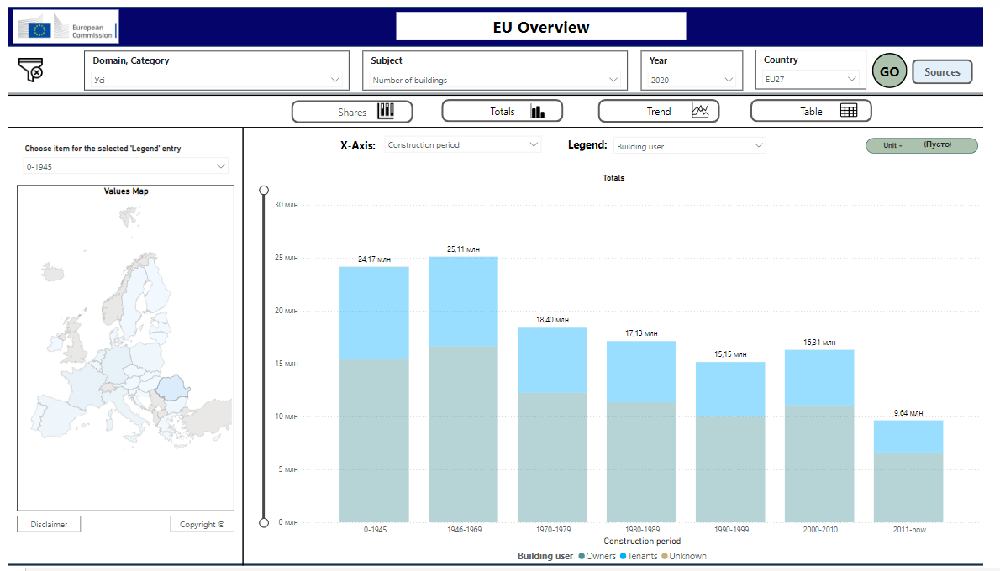 European
Commission
EU Overview
Domain, Category
Усі
Subject
Number of buildings
Year
2020
Country
EU27
GO
Sources
Shares
Totals
Trend
Table
Choose item for the selected 'Legend' entry
0-1945
X-Axis:
Construction period
Legend:
Building user
Unit -
(Пусто)
Values Map
Totals
30 млн
25 млн
20 млн
15 млн
10 млн
5 млн
0 млн
24,17 млн
25,11 млн
18,40 млн
17,13 млн
15,15 млн
16,31 млн
9,64 млн
0-1945
1946-1969
1970-1979
1980-1989
1990-1999
2000-2010
2011-now
Construction period
Building user
Owners
Tenants
Unknown
Disclaimer
Copyright ©